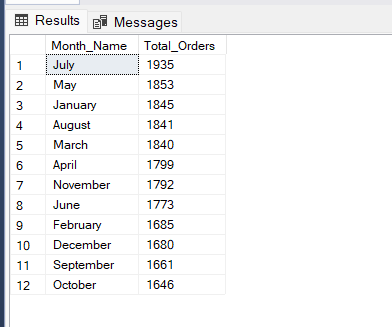 Results Messages
Month_Name Total_Orders
1 July 1935
2 May 1853
3 January 1845
4 August 1841
5 March 1840
6 April 1799
7 November 1792
8 June 1773
9 February 1685
10 December 1680
11 September 1661
12 October 1646